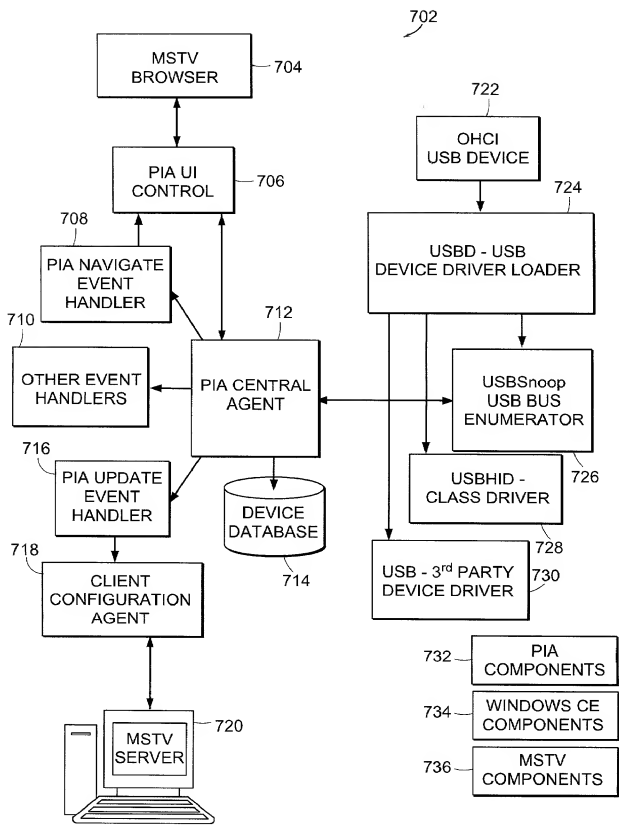 702
MSTV
BROWSER
704
722
OHCI
USB DEVICE
PIA UI
CONTROL
706
724
708
USBD - USB
DEVICE DRIVER LOADER
PIA NAVIGATE
EVENT
HANDLER
710
712
OTHER EVENT
HANDLERS
PIA CENTRAL
AGENT
USBSnoop
USB BUS
ENUMERATOR
726
716
PIA UPDATE
EVENT
HANDLER
USBHID -
CLASS DRIVER
728
DEVICE
DATABASE
714
718
CLIENT
CONFIGURATION
AGENT
USB - 3rd PARTY
DEVICE DRIVER
730
732
PIA
COMPONENTS
734
WINDOWS CE
COMPONENTS
736
MSTV
COMPONENTS
720
MSTV
SERVER